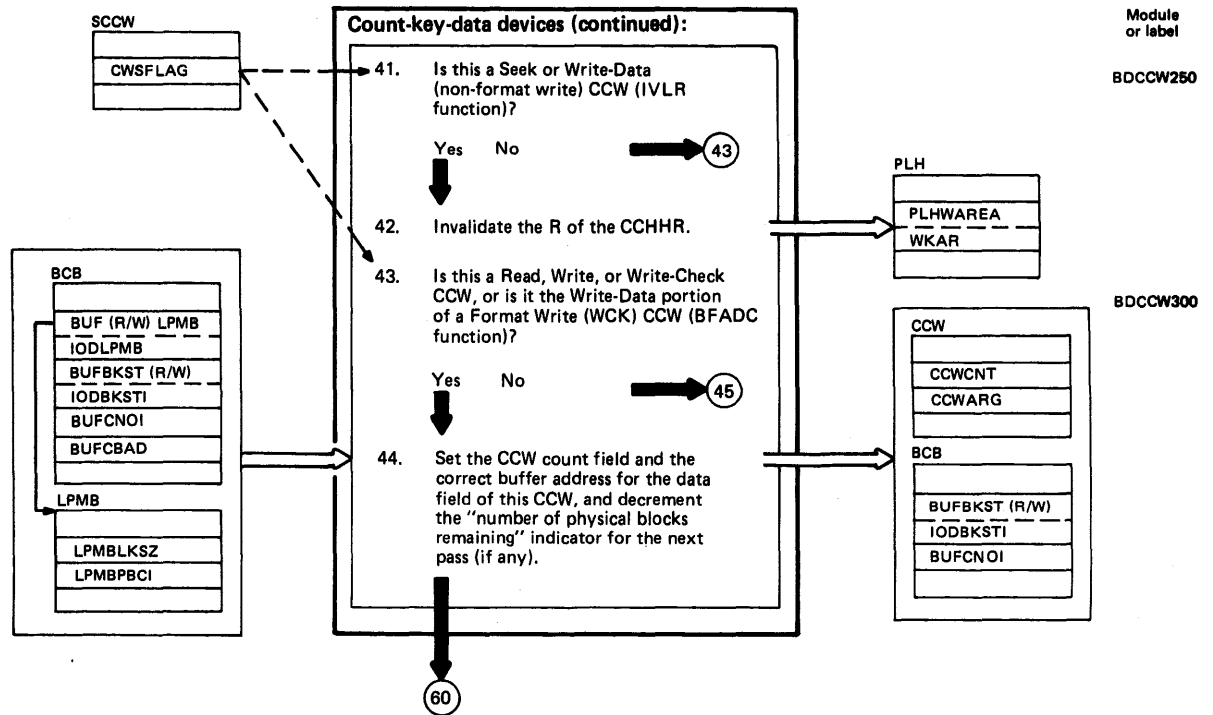 SCCW
CWSFLAG
BCB
BUF (R/W) LPMB
IODLPMB
BUFBKST (R/W)
IODBKSTI
BUFCNOI
BUFCBAD
LPMB
LPMBLKSZ
LPMBPBCI
Count-key-data devices (continued):
41. Is this a Seek or Write-Data
(non-format write) CCW (IVLR
function)?
Yes No 43
42. Invalidate the R of the CCHHR.
43. Is this a Read, Write, or Write-Check
CCW, or is it the Write-Data portion
of a Format Write (WCK) CCW (BFADC
function)?
Yes No 45
44. Set the CCW count field and the
correct buffer address for the data
field of this CCW, and decrement
the "number of physical blocks
remaining" indicator for the next
pass (if any).
60
PLH
PLHWAREA
WKAR
CCW
CCWCNT
CCWARG
BCB
BUFBKST (R/W)
IODBKSTI
BUFCNOI
Module
or label
BDCCW250
BDCCW300